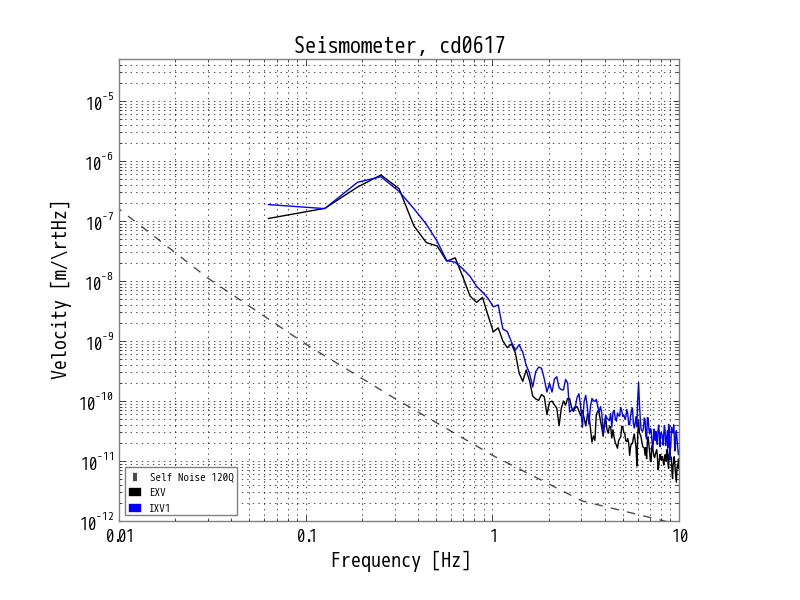 Seismometer, cd0617
Velocity [m/\rtHz]
10-5
10-6
10-7
10-8
10-9
10-10
10-11
10-12
Self Noise 120Q
EXV
IXV1
0.01
0.1
1
10
Frequency [Hz]